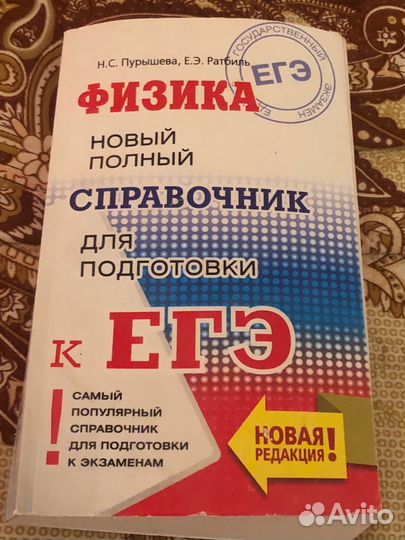 Н.С. Пурышева, Е.Э. Ратбиль
ГОСУДАРСТВЕННЫЙ
ЕГЭ
ЭКЗАМЕН
ФИЗИКА
НОВЫЙ
ПОЛНЫЙ
СПРАВОЧНИК
ДЛЯ
ПОДГОТОВКИ
К ЕГЭ
!
САМЫЙ
ПОПУЛЯРНЫЙ
СПРАВОЧНИК
ДЛЯ ПОДГОТОВКИ
К ЭКЗАМЕНАМ
НОВАЯ
РЕДАКЦИЯ!
Avito